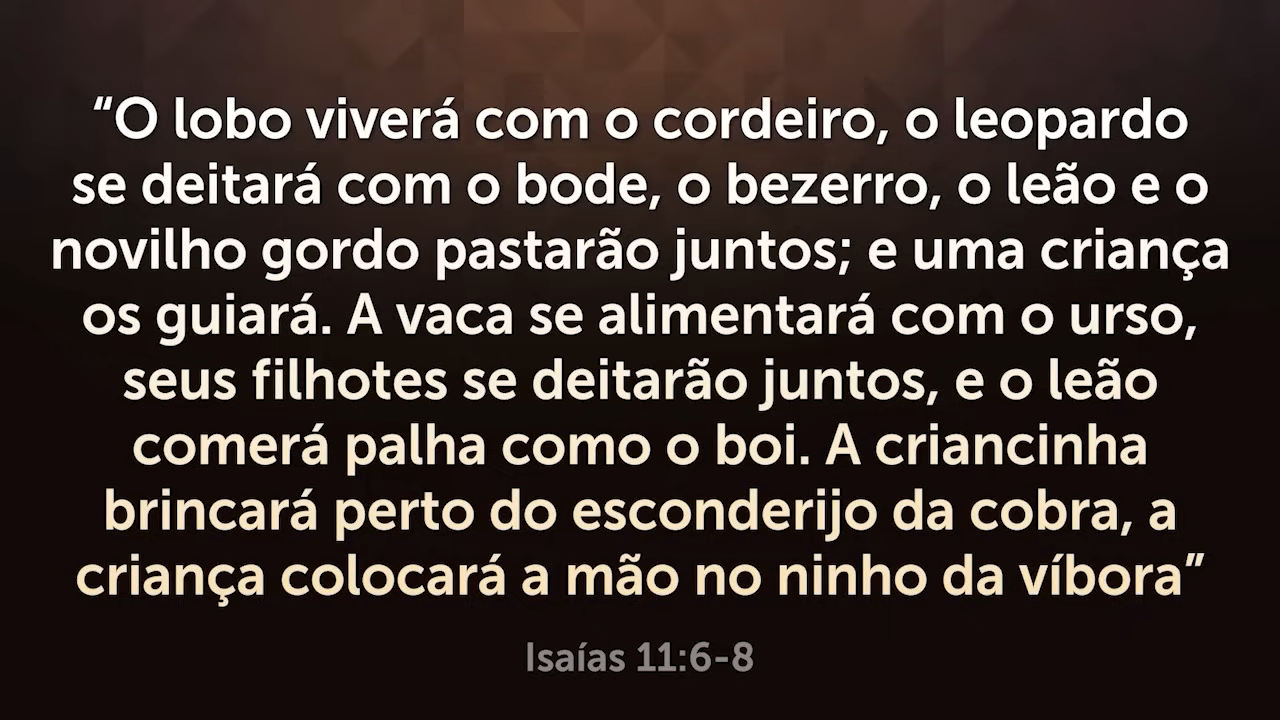 “O lobo viverá com o cordeiro, o leopardo
se deitará com o bode, o bezerro, o leão e o
novilho gordo pastarão juntos; e uma criança
os guiará. A vaca se alimentará com o urso,
seus filhotes se deitarão juntos, e o leão
comerá palha como o boi. A criancinha
brincará perto do esconderijo da cobra, a
criança colocará a mão no ninho da víbora”
Isaías 11:6-8